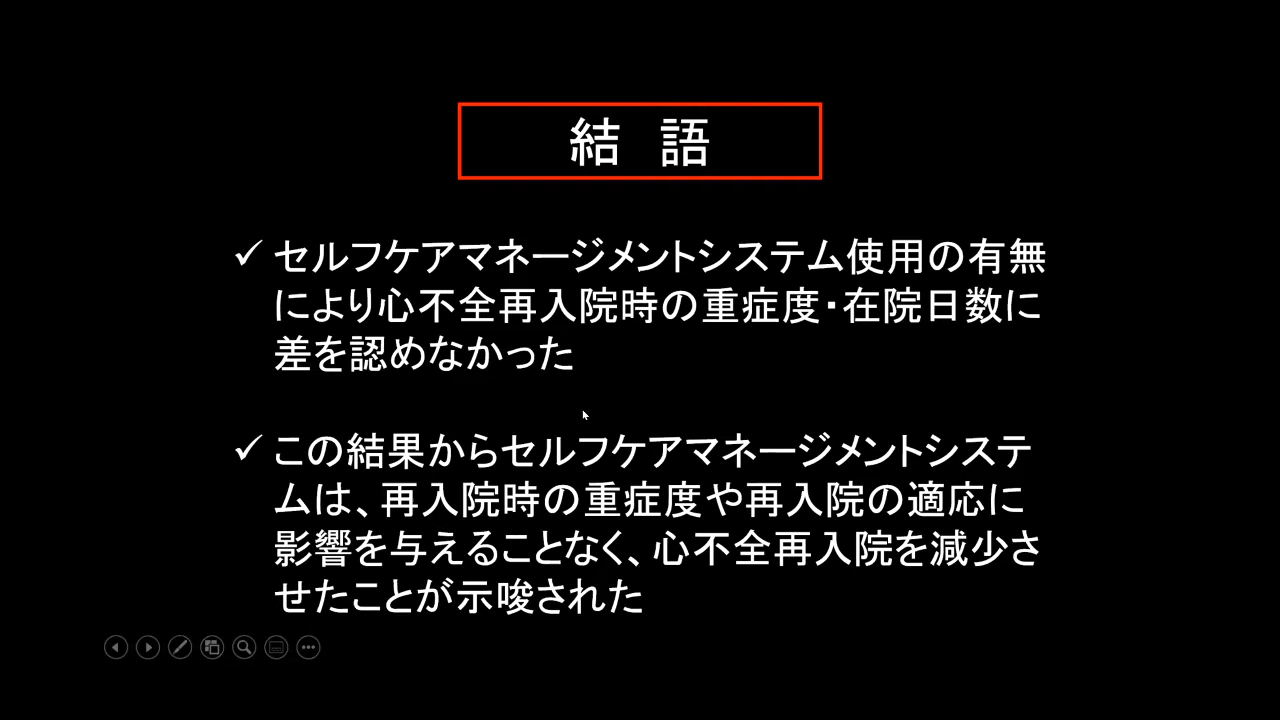 結　語
✓ セルフケアマネージメントシステム使用の有無
により心不全再入院時の重症度・在院日数に
差を認めなかった
✓ この結果からセルフケアマネージメントシステ
ムは、再入院時の重症度や再入院の適応に
影響を与えることなく、心不全再入院を減少さ
せたことが示唆された